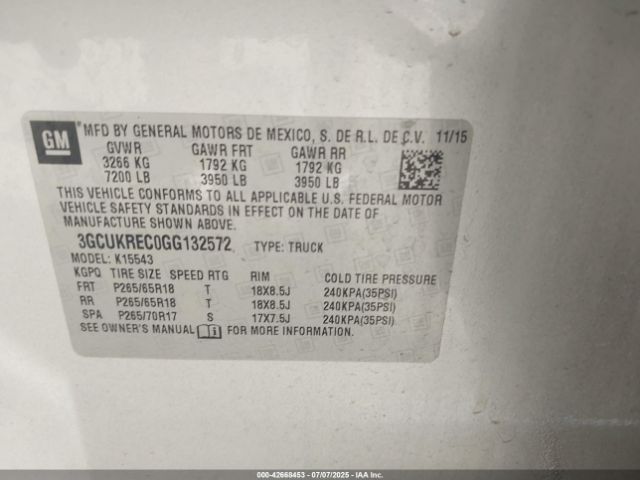 GM
*MFD BY GENERAL MOTORS DE MEXICO, S. DE R.L. DE C.V. 11/15
GVWR GAWR FRT GAWR RR
3266 KG 1792 KG 1792 KG
7200 LB 3950 LB 3950 LB
THIS VEHICLE CONFORMS TO ALL APPLICABLE U.S. FEDERAL MOTOR
VEHICLE SAFETY STANDARDS IN EFFECT ON THE DATE OF
MANUFACTURE SHOWN ABOVE.
3GCUKREC0GG132572 TYPE: TRUCK
MODEL: K15543
KGPQ TIRE SIZE SPEED RTG RIM COLD TIRE PRESSURE
FRT P265/65R18 T 18X8.5J 240KPA(35PSI)
RR P265/65R18 T 18X8.5J 240KPA(35PSI)
SPA P265/70R17 S 17X7.5J 240KPA(35PSI)
SEE OWNER'S MANUAL FOR MORE INFORMATION.
000-42668453 - 07/07/2025 - IAA Inc.